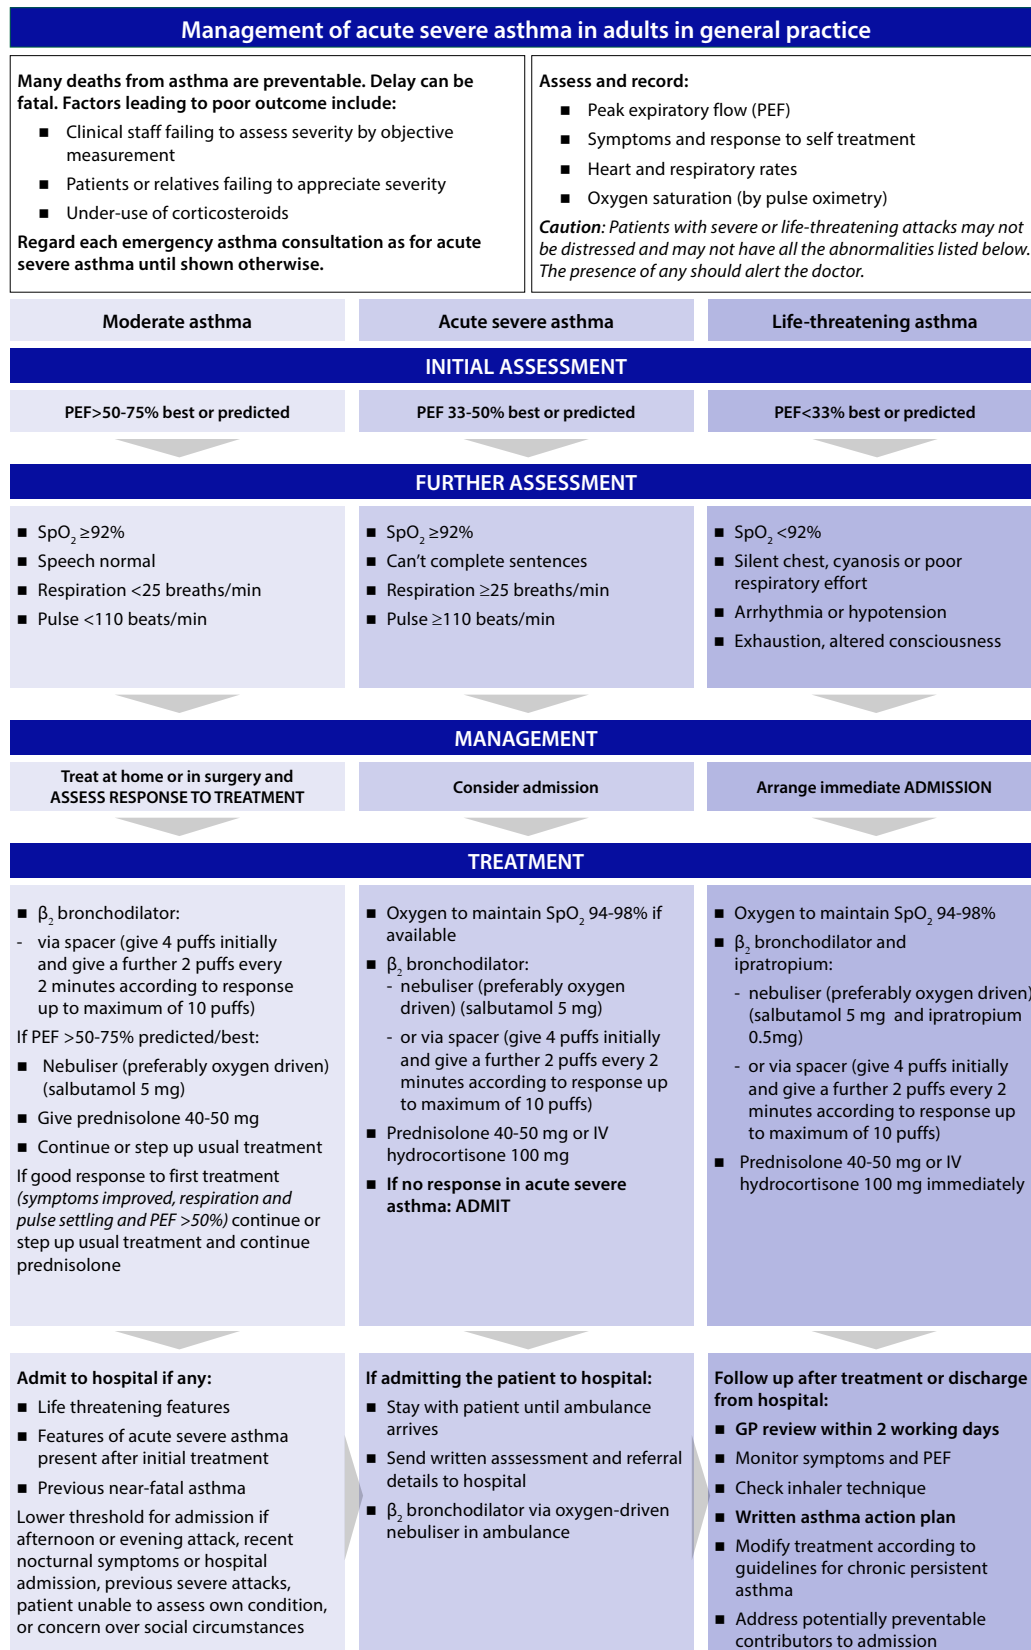 Management of acute severe asthma in adults in general practice
Many deaths from asthma are preventable. Delay can be
fatal. Factors leading to poor outcome include:
■ Clinical staff failing to assess severity by objective
measurement
■ Patients or relatives failing to appreciate severity
■ Under-use of corticosteroids
Regard each emergency asthma consultation as for acute
severe asthma until shown otherwise.
Assess and record:
■ Peak expiratory flow (PEF)
■ Symptoms and response to self treatment
■ Heart and respiratory rates
■ Oxygen saturation (by pulse oximetry)
Caution: Patients with severe or life-threatening attacks may not
be distressed and may not have all the abnormalities listed below.
The presence of any should alert the doctor.
Moderate asthma
Acute severe asthma
Life-threatening asthma
INITIAL ASSESSMENT
PEF>50-75% best or predicted
PEF 33-50% best or predicted
PEF<33% best or predicted
FURTHER ASSESSMENT
■ SpO₂ ≥92%
■ Speech normal
■ Respiration <25 breaths/min
■ Pulse <110 beats/min
■ SpO₂ ≥92%
■ Can't complete sentences
■ Respiration ≥25 breaths/min
■ Pulse ≥110 beats/min
■ SpO₂ <92%
■ Silent chest, cyanosis or poor
respiratory effort
■ Arrhythmia or hypotension
■ Exhaustion, altered consciousness
MANAGEMENT
Treat at home or in surgery and
ASSESS RESPONSE TO TREATMENT
Consider admission
Arrange immediate ADMISSION
TREATMENT
■ β₂ bronchodilator:
- via spacer (give 4 puffs initially
and give a further 2 puffs every
2 minutes according to response
up to maximum of 10 puffs)
If PEF >50-75% predicted/best:
■ Nebuliser (preferably oxygen driven)
(salbutamol 5 mg)
■ Give prednisolone 40-50 mg
■ Continue or step up usual treatment
If good response to first treatment
(symptoms improved, respiration and
pulse settling and PEF >50%) continue or
step up usual treatment and continue
prednisolone
■ Oxygen to maintain SpO₂ 94-98% if
available
■ β₂ bronchodilator:
- nebuliser (preferably oxygen
driven) (salbutamol 5 mg)
- or via spacer (give 4 puffs initially
and give a further 2 puffs every 2
minutes according to response up
to maximum of 10 puffs)
■ Prednisolone 40-50 mg or IV
hydrocortisone 100 mg
■ If no response in acute severe
asthma: ADMIT
■ Oxygen to maintain SpO₂ 94-98%
■ β₂ bronchodilator and
ipratropium:
- nebuliser (preferably oxygen driven)
(salbutamol 5 mg and ipratropium
0.5mg)
- or via spacer (give 4 puffs initially
and give a further 2 puffs every 2
minutes according to response up
to maximum of 10 puffs)
■ Prednisolone 40-50 mg or IV
hydrocortisone 100 mg immediately
Admit to hospital if any:
■ Life threatening features
■ Features of acute severe asthma
present after initial treatment
■ Previous near-fatal asthma
Lower threshold for admission if
afternoon or evening attack, recent
nocturnal symptoms or hospital
admission, previous severe attacks,
patient unable to assess own condition,
or concern over social circumstances
If admitting the patient to hospital:
■ Stay with patient until ambulance
arrives
■ Send written asssessment and referral
details to hospital
■ β₂ bronchodilator via oxygen-driven
nebuliser in ambulance
Follow up after treatment or discharge
from hospital:
■ GP review within 2 working days
■ Monitor symptoms and PEF
■ Check inhaler technique
■ Written asthma action plan
■ Modify treatment according to
guidelines for chronic persistent
asthma
■ Address potentially preventable
contributors to admission